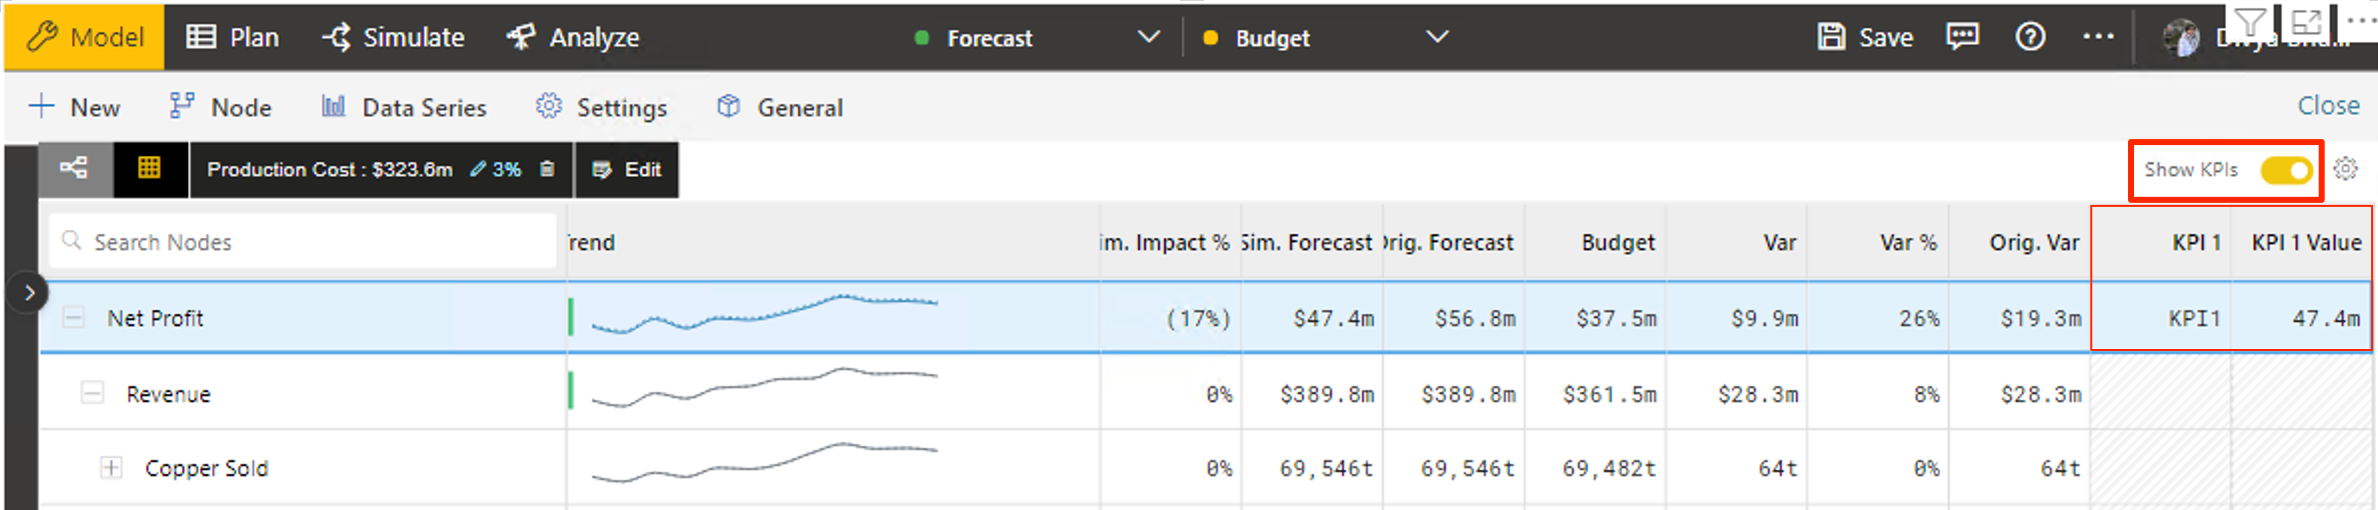 Model Plan Simulate Analyze Forecast Budget Save ...
+ New Node Data Series Settings General Close
Production Cost : $323.6m 3% Edit Show KPIs
Search Nodes rend im. Impact % Sim. Forecast Orig. Forecast Budget Var Var % Orig. Var KPI 1 KPI 1 Value
Net Profit (17%) $47.4m $56.8m $37.5m $9.9m 26% $19.3m KPI1 47.4m
Revenue 0% $389.8m $389.8m $361.5m $28.3m 8% $28.3m
Copper Sold 0% 69,546t 69,546t 69,482t 64t 0% 64t